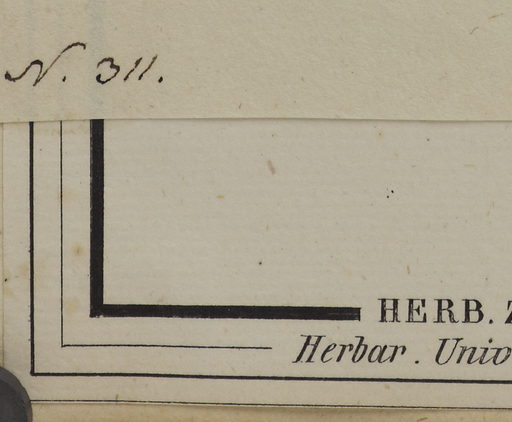 N. 311.
HERB.
Herbar. Univ